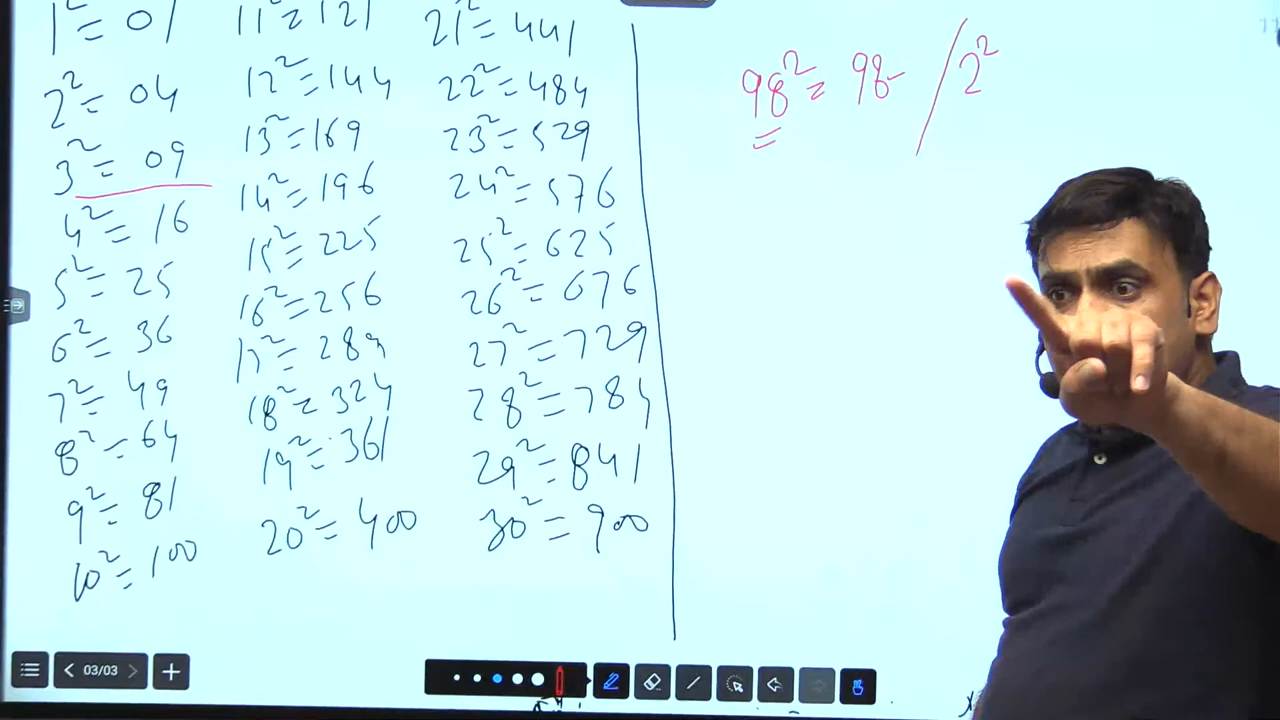 1² = 01
2² = 04
3² = 09
4² = 16
5² = 25
6² = 36
7² = 49
8² = 64
9² = 81
10² = 100
11² = 121
12² = 144
13² = 169
14² = 196
15² = 225
16² = 256
17² = 289
18² = 324
19² = 361
20² = 400
21² = 441
22² = 484
23² = 529
24² = 576
25² = 625
26² = 676
27² = 729
28² = 784
29² = 841
30² = 900
98² = 98- / 2²
03/03